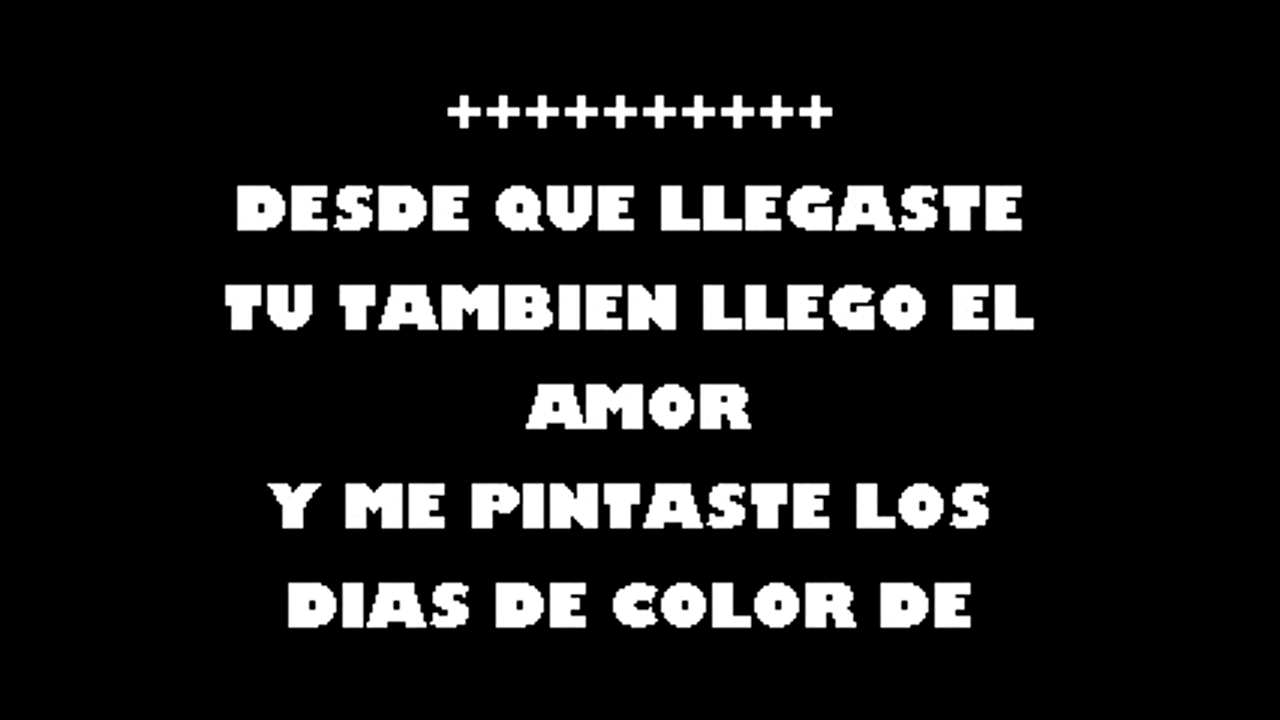 ++++++++++
DESDE QUE LLEGASTE
TU TAMBIEN LLEGO EL
AMOR
Y ME PINTASTE LOS
DIAS DE COLOR DE